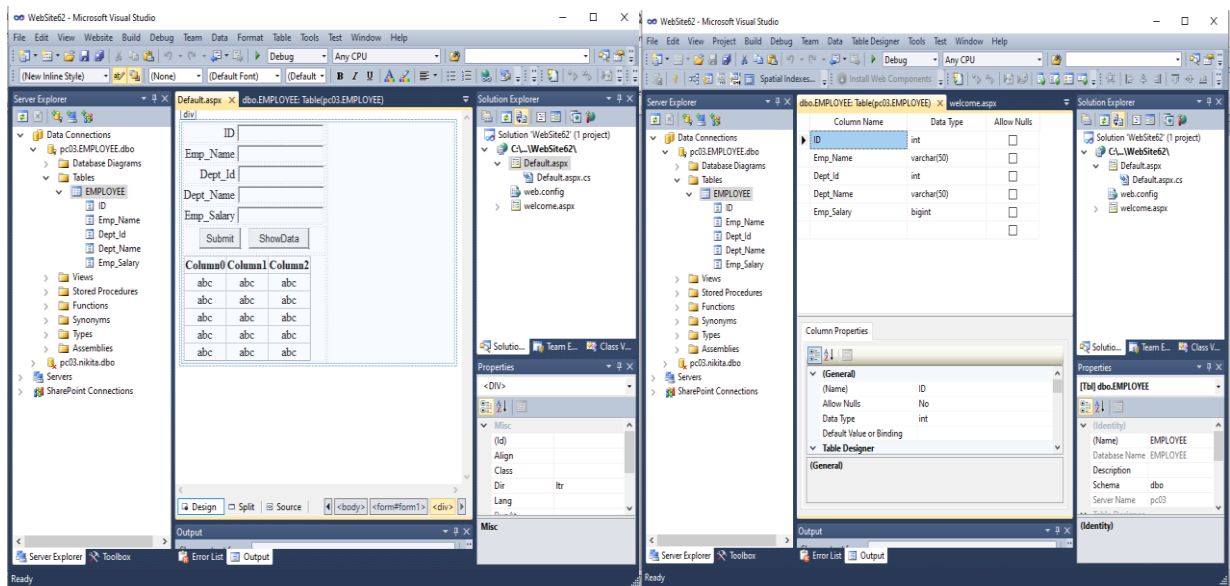 WebSite62 - Microsoft Visual Studio
File Edit View Website Build Debug Team Data Format Table Tools Test Window Help
Debug Any CPU
(New Inline Style) (None) (Default Font) (Default B I U A
Server Explorer
Data Connections
pc03.EMPLOYEE.dbo
Database Diagrams
Tables
EMPLOYEE
ID
Emp_Name
Dept_Id
Dept_Name
Emp_Salary
Views
Stored Procedures
Functions
Synonyms
Types
Assemblies
pc03.nikita.dbo
Servers
SharePoint Connections
Server Explorer Toolbox
Ready
Default.aspx dbo.EMPLOYEE: Table(pc03.EMPLOYEE)
div
ID
Emp_Name
Dept_Id
Dept_Name
Emp_Salary
Submit ShowData
Column0 Column1 Column2
abc abc abc
abc abc abc
abc abc abc
abc abc abc
abc abc abc
Design Split Source <body> <form#form1> <div>
Output
Error List Output
Solution Explorer
Solution 'WebSite62' (1 project)
C:\...\WebSite62\
Default.aspx
Default.aspx.cs
web.config
welcome.aspx
Solutio... Team E... Class V...
Properties
<DIV>
Misc
(Id)
Align
Class
Dir ltr
Lang
Misc
WebSite62 - Microsoft Visual Studio
File Edit View Project Build Debug Team Data Table Designer Tools Test Window Help
Debug Any CPU
Spatial Indexes... Install Web Components
Server Explorer
Data Connections
pc03.EMPLOYEE.dbo
Database Diagrams
Tables
EMPLOYEE
ID
Emp_Name
Dept_Id
Dept_Name
Emp_Salary
Views
Stored Procedures
Functions
Synonyms
Types
Assemblies
pc03.nikita.dbo
Servers
SharePoint Connections
Server Explorer Toolbox
Ready
dbo.EMPLOYEE: Table(pc03.EMPLOYEE) welcome.aspx
Column Name Data Type Allow Nulls
ID int
Emp_Name varchar(50)
Dept_Id int
Dept_Name varchar(50)
Emp_Salary bigint
Column Properties
(General)
(Name) ID
Allow Nulls No
Data Type int
Default Value or Binding
Table Designer
(General)
Output
Error List Output
Solution Explorer
Solution 'WebSite62' (1 project)
C:\...\WebSite62\
Default.aspx
Default.aspx.cs
web.config
welcome.aspx
Solutio... Team E... Class V...
Properties
[Tbl] dbo.EMPLOYEE
(Identity)
(Name) EMPLOYEE
Database Name EMPLOYEE
Description
Schema dbo
Server Name pc03
(Identity)